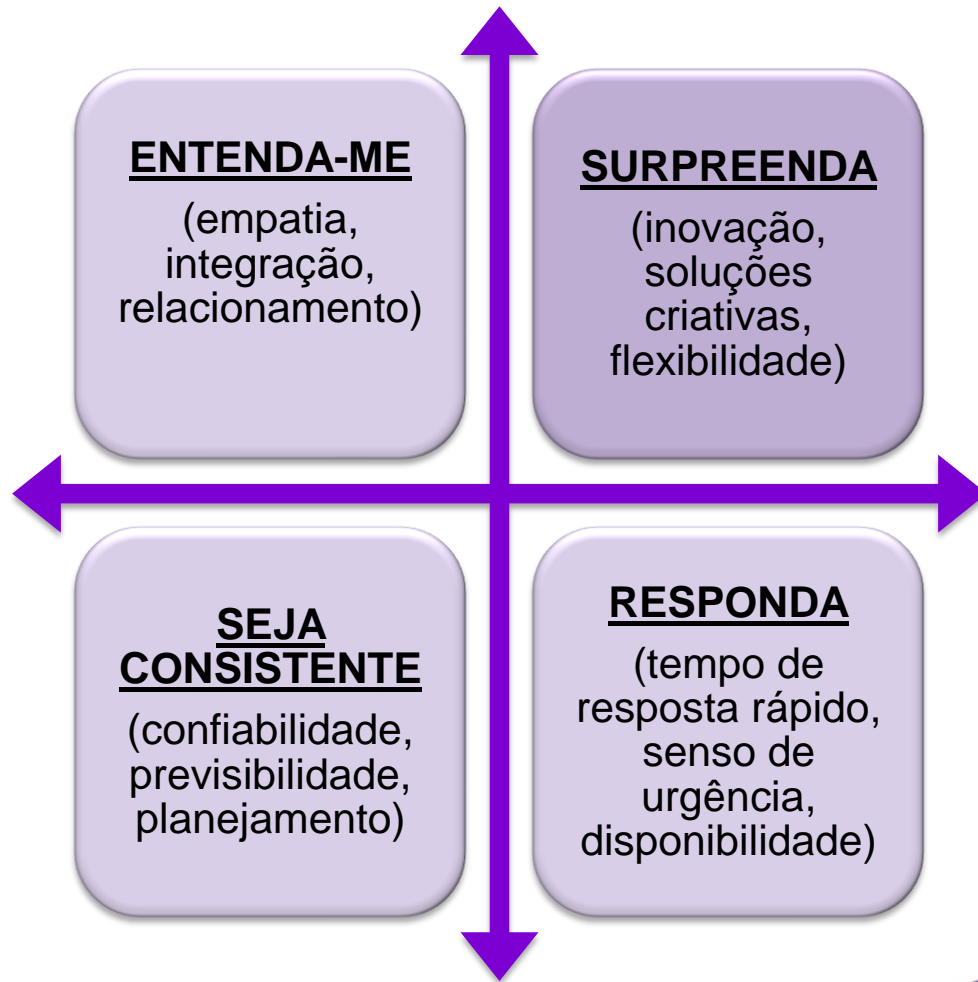 ENTENDA-ME
(empatia,
integração,
relacionamento)
SURPREENDA
(inovação,
soluções
criativas,
flexibilidade)
SEJA
CONSISTENTE
(confiabilidade,
previsibilidade,
planejamento)
RESPONDA
(tempo de
resposta rápido,
senso de
urgência,
disponibilidade)